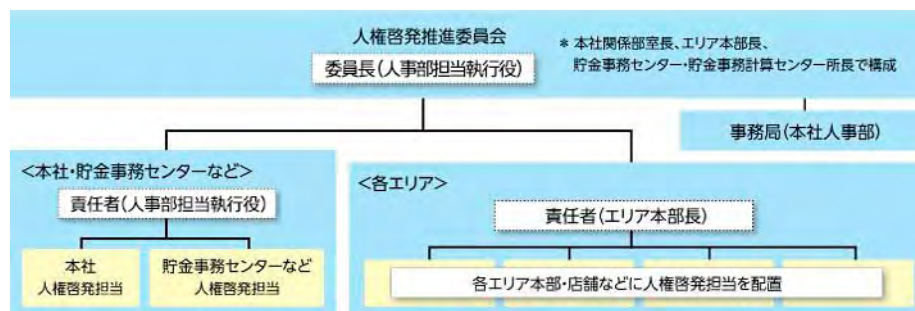 人権啓発推進委員会
委員長(人事部担当執行役)
* 本社関係部室長、エリア本部長、
貯金事務センター・貯金事務計算センター所長で構成
事務局(本社人事部)
<本社・貯金事務センターなど>
責任者(人事部担当執行役)
本社
人権啓発担当
貯金事務センターなど
人権啓発担当
<各エリア>
責任者(エリア本部長)
各エリア本部・店舗などに人権啓発担当を配置